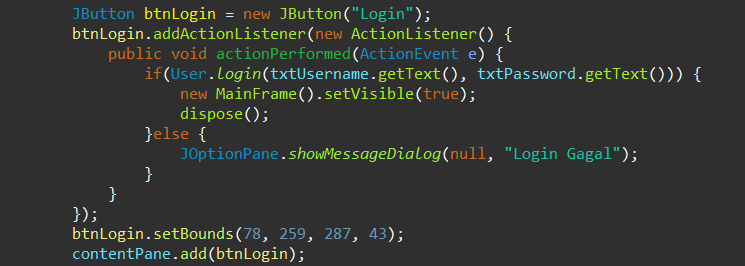 JButton btnLogin = new JButton("Login");
btnLogin.addActionListener(new ActionListener() {
public void actionPerformed(ActionEvent e) {
if(User.login(txtUsername.getText(), txtPassword.getText())) {
new MainFrame().setVisible(true);
dispose();
}else {
JOptionPane.showMessageDialog(null, "Login Gagal");
}
}
});
btnLogin.setBounds(78, 259, 287, 43);
contentPane.add(btnLogin);